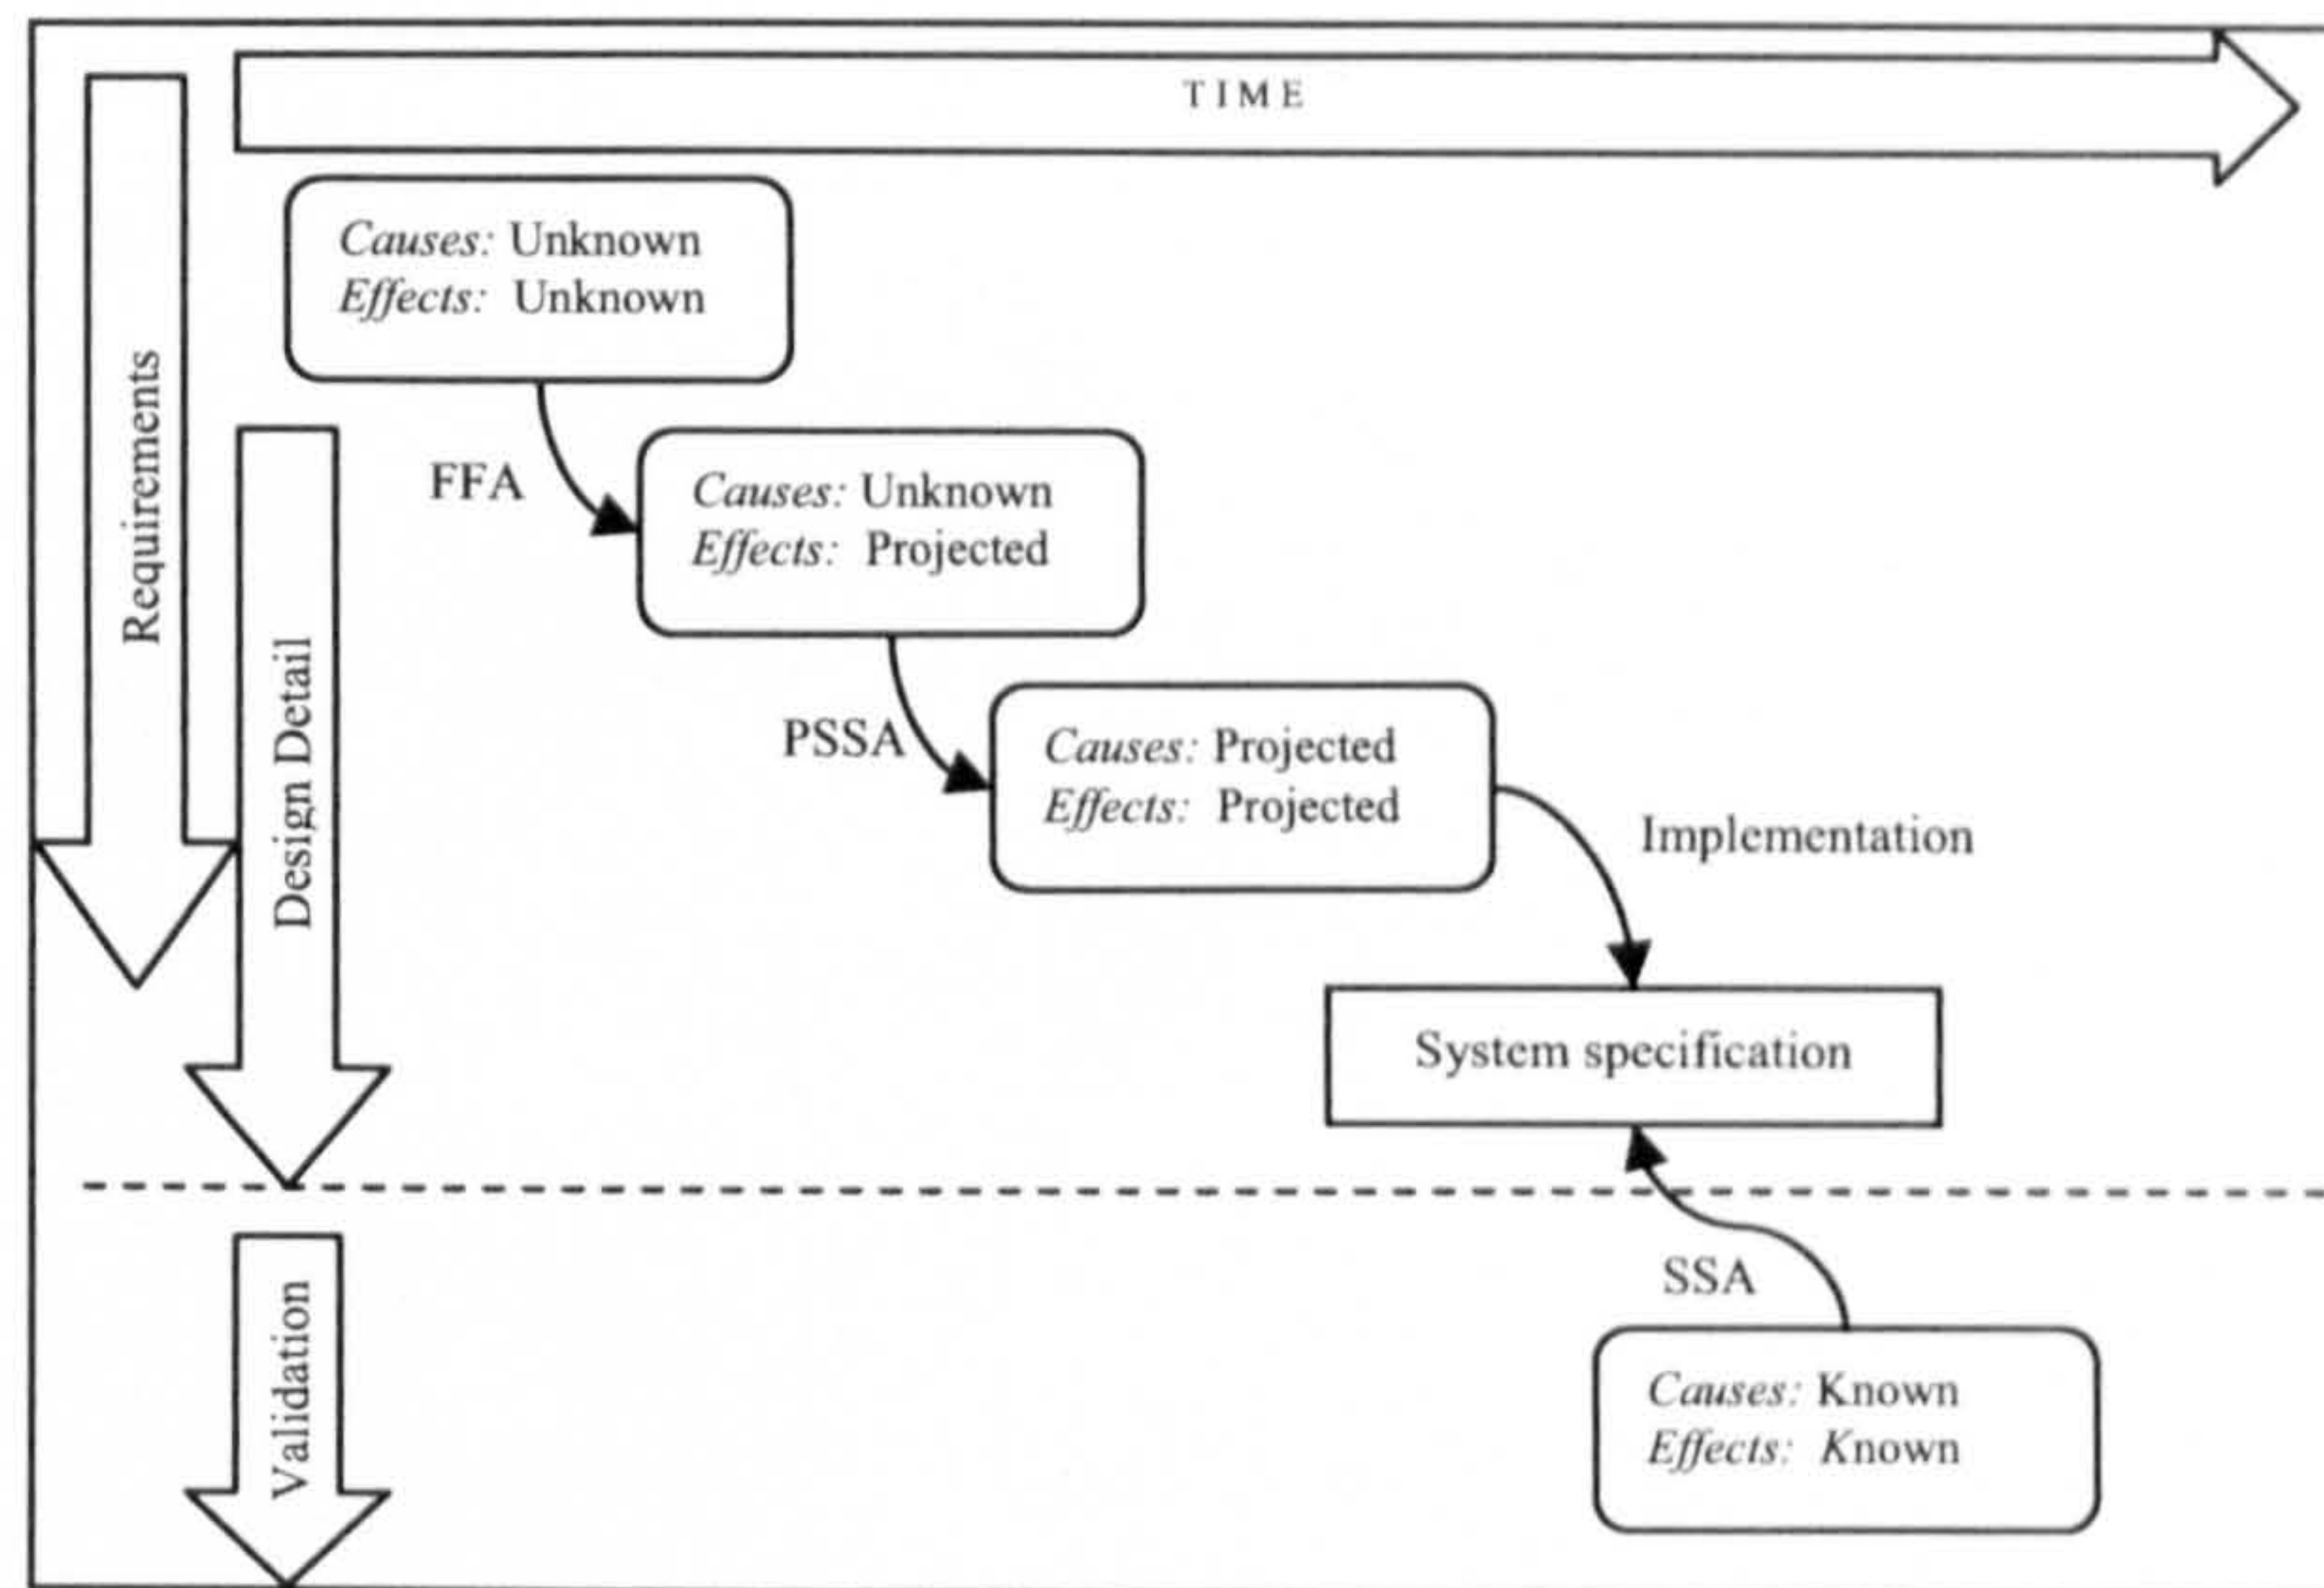 TIME
Causes: Unknown
Effects: Unknown
Requirements
FFA
Causes: Unknown
Effects: Projected
Design Detail
PSSA
Causes: Projected
Effects: Projected
Implementation
System specification
SSA
Validation
Causes: Known
Effects: Known